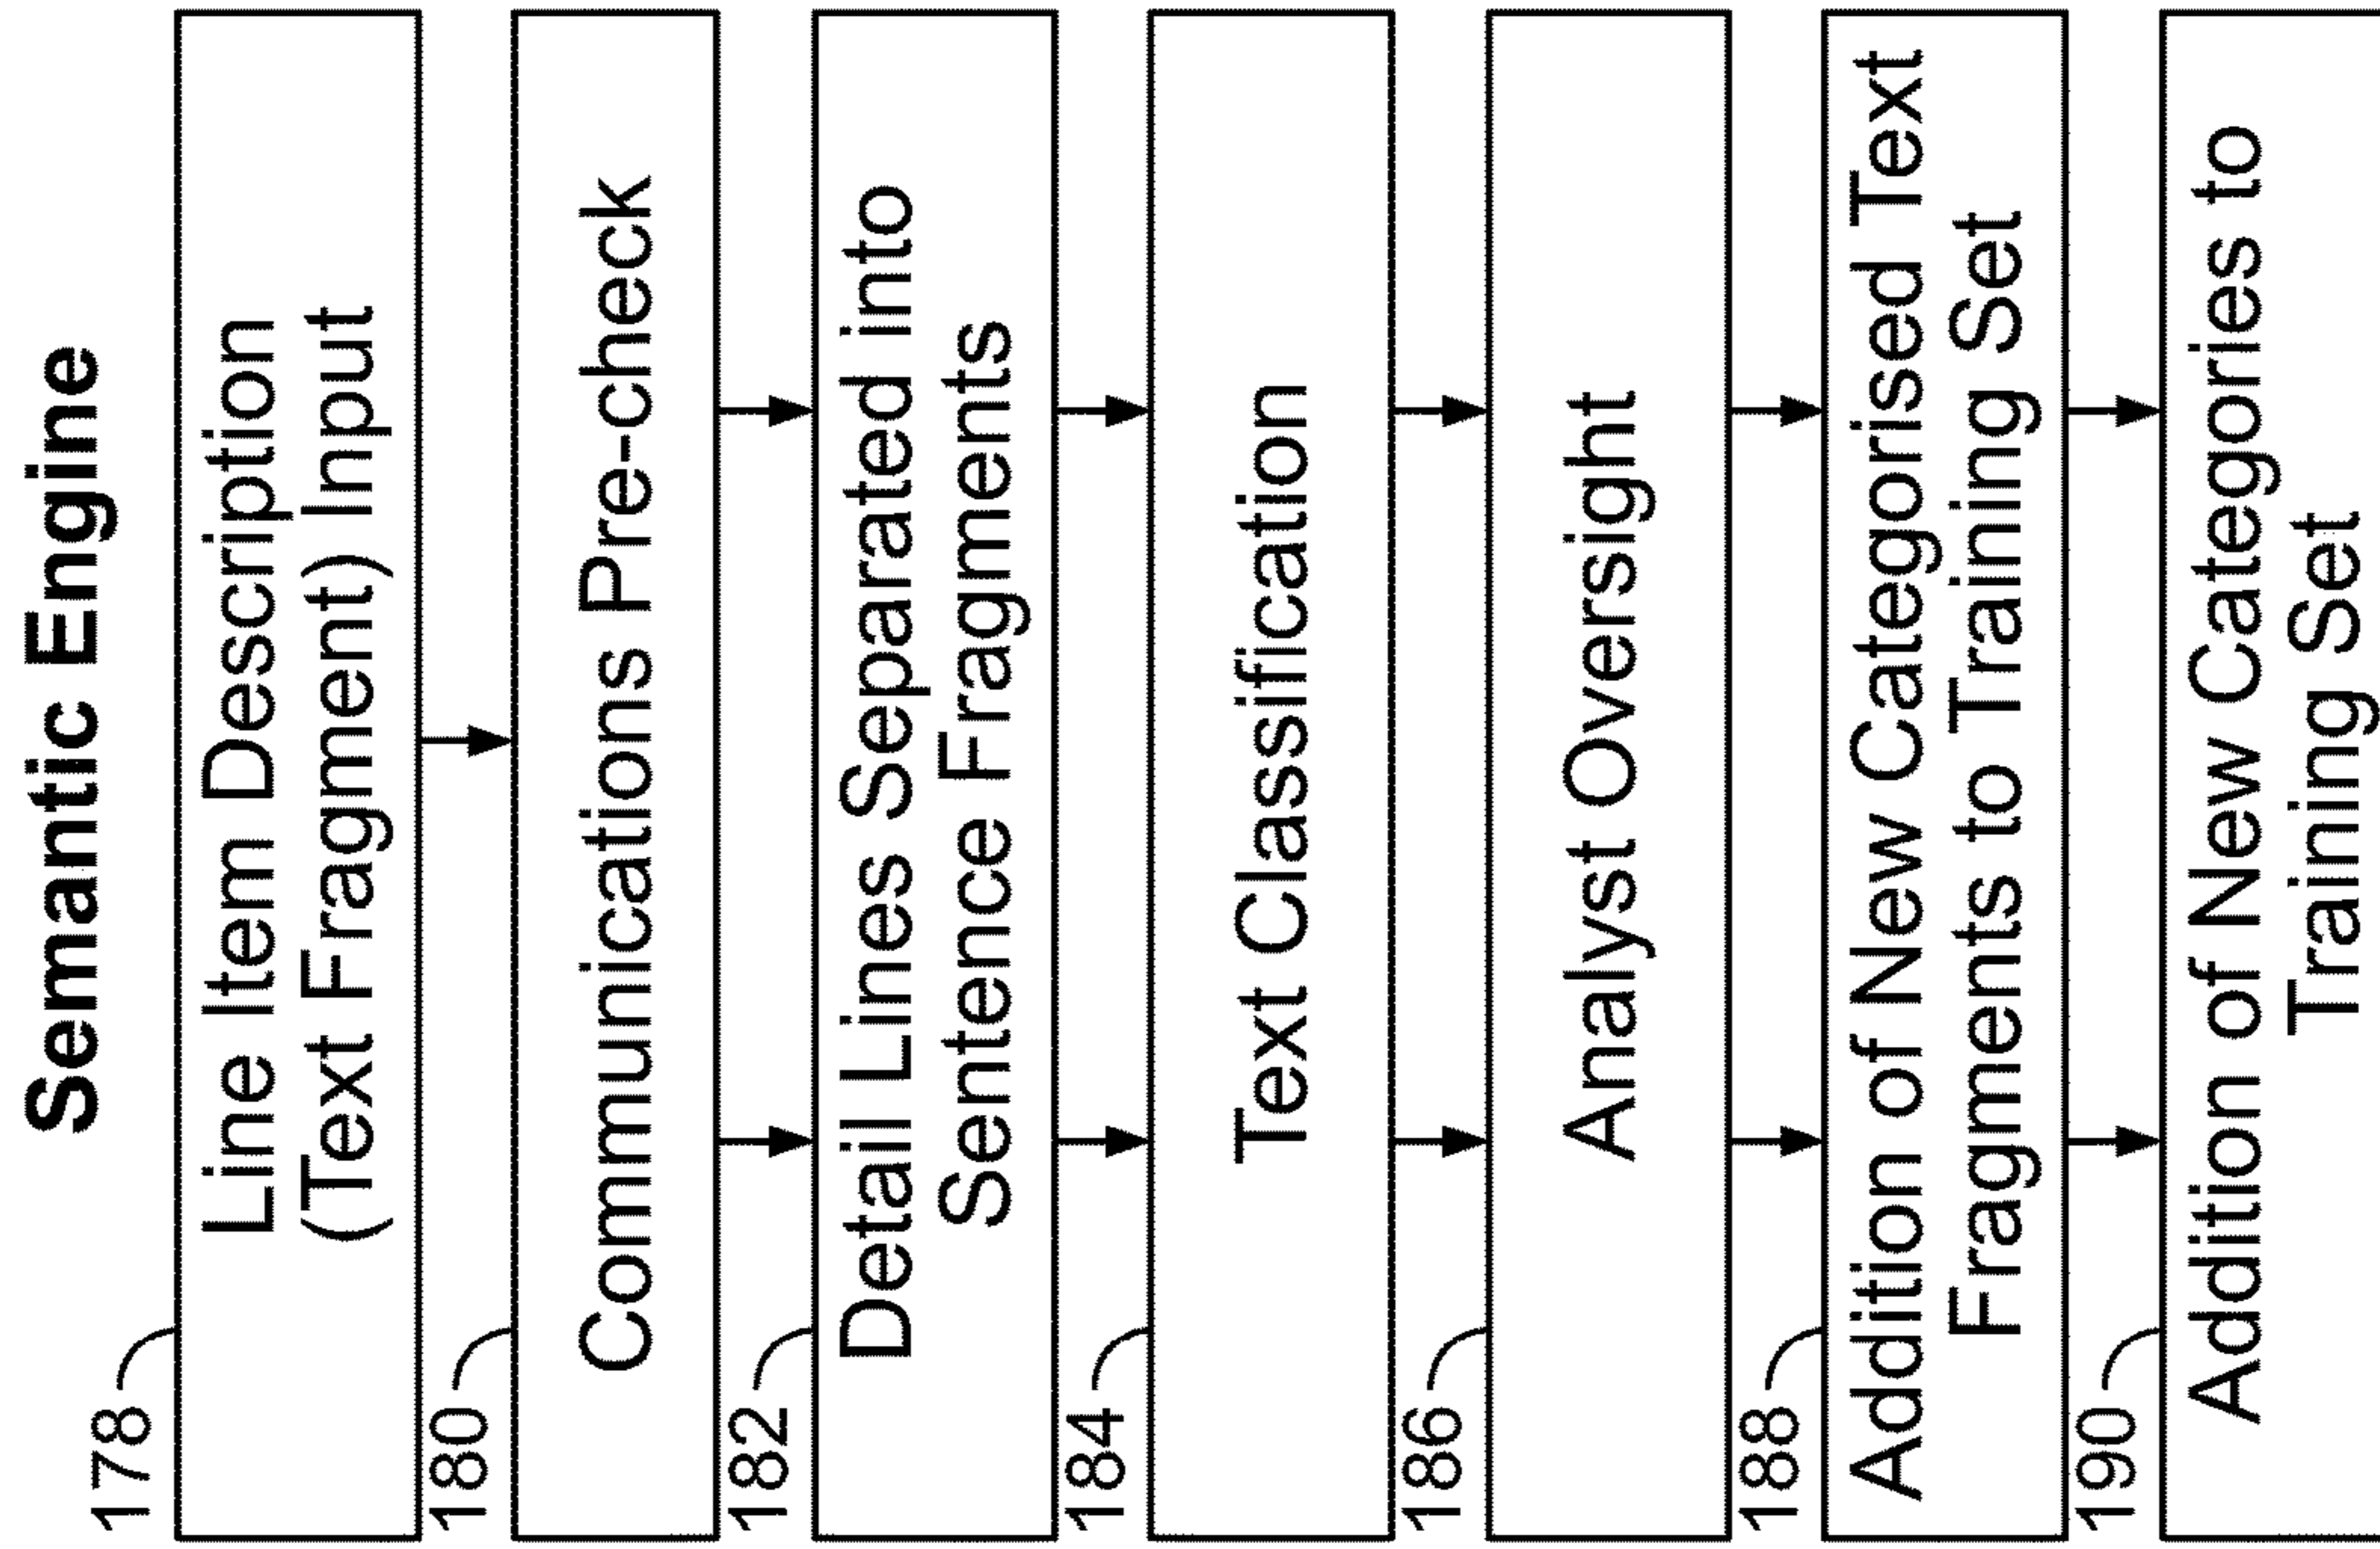 Semantic Engine
178
Line Item Description
(Text Fragment) Input
180
Communications Pre-check
182
Detail Lines Separated into
Sentence Fragments
184
Text Classification
186
Analyst Oversight
188
Addition of New Categorised Text
Fragments to Training Set
190
Addition of New Categories to
Training Set